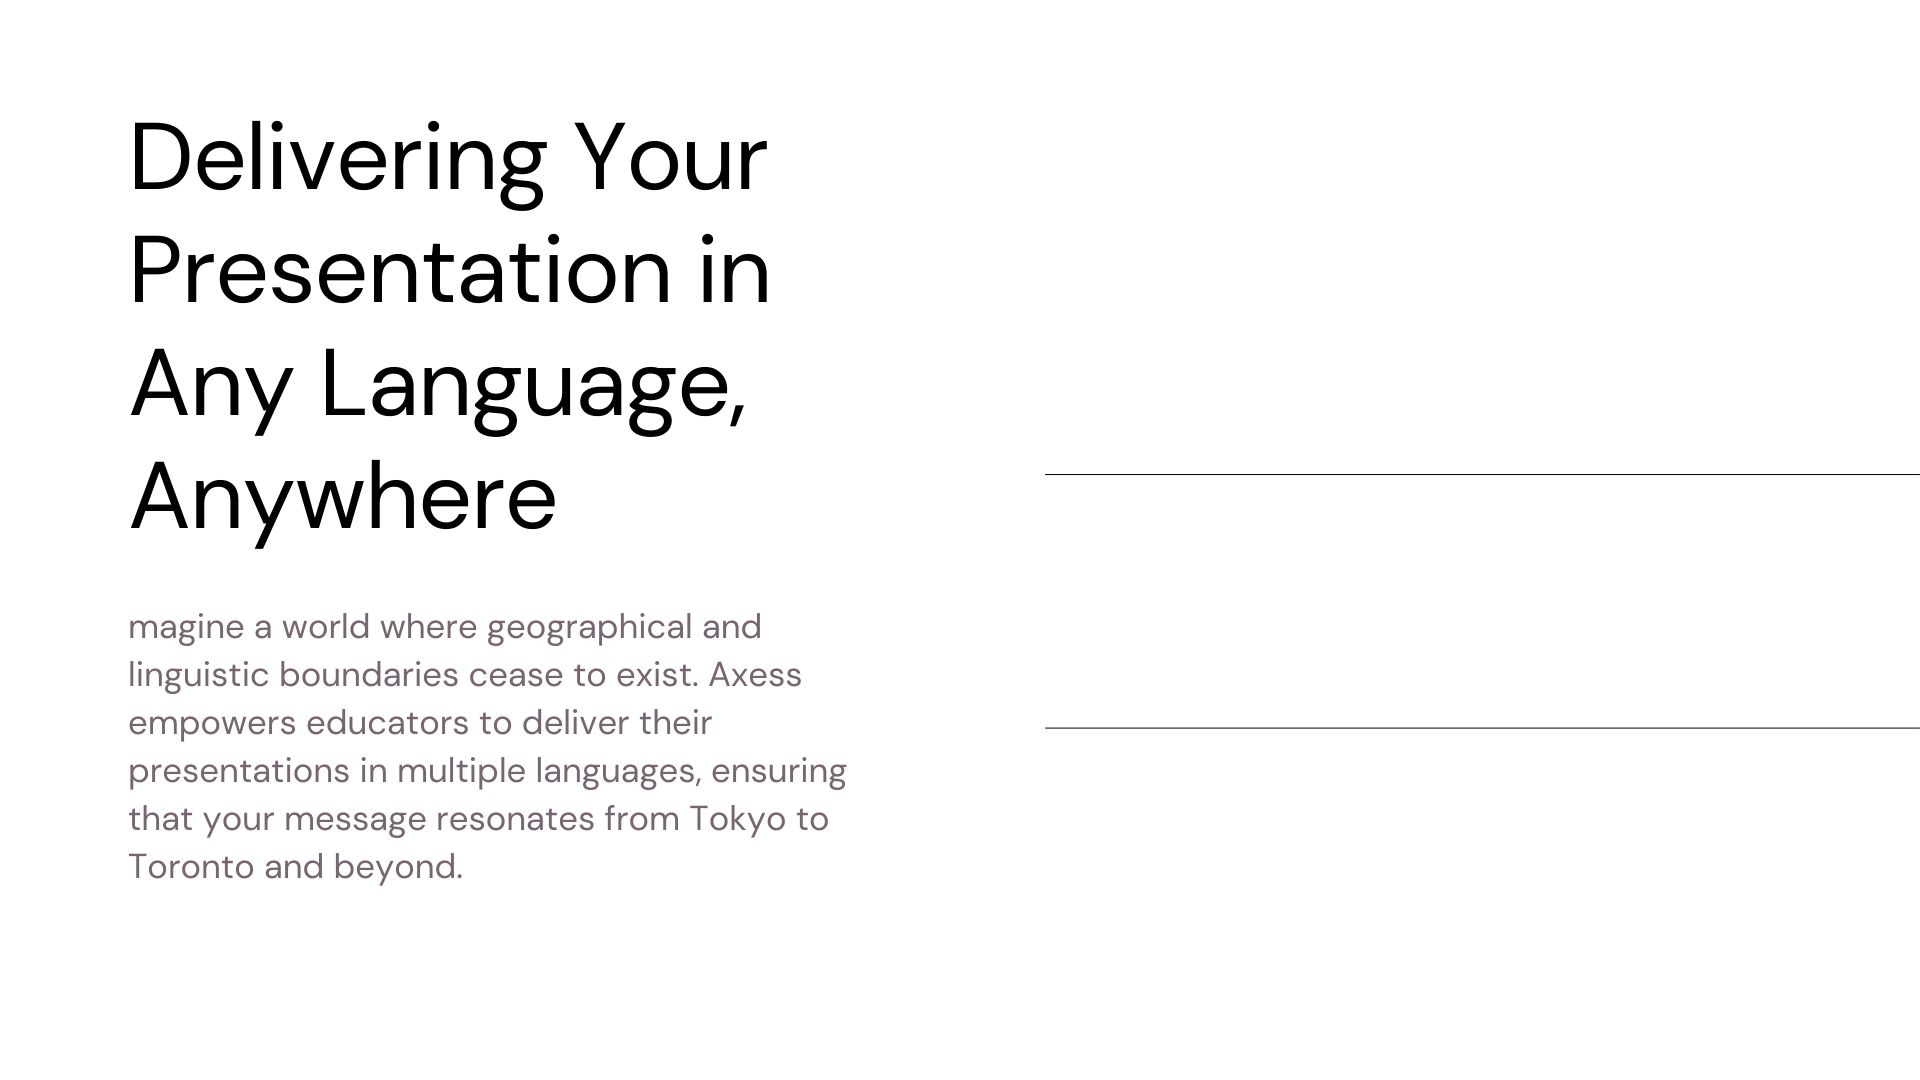 Delivering Your
Presentation in
Any Language,
Anywhere
magine a world where geographical and
linguistic boundaries cease to exist. Axess
empowers educators to deliver their
presentations in multiple languages, ensuring
that your message resonates from Tokyo to
Toronto and beyond.